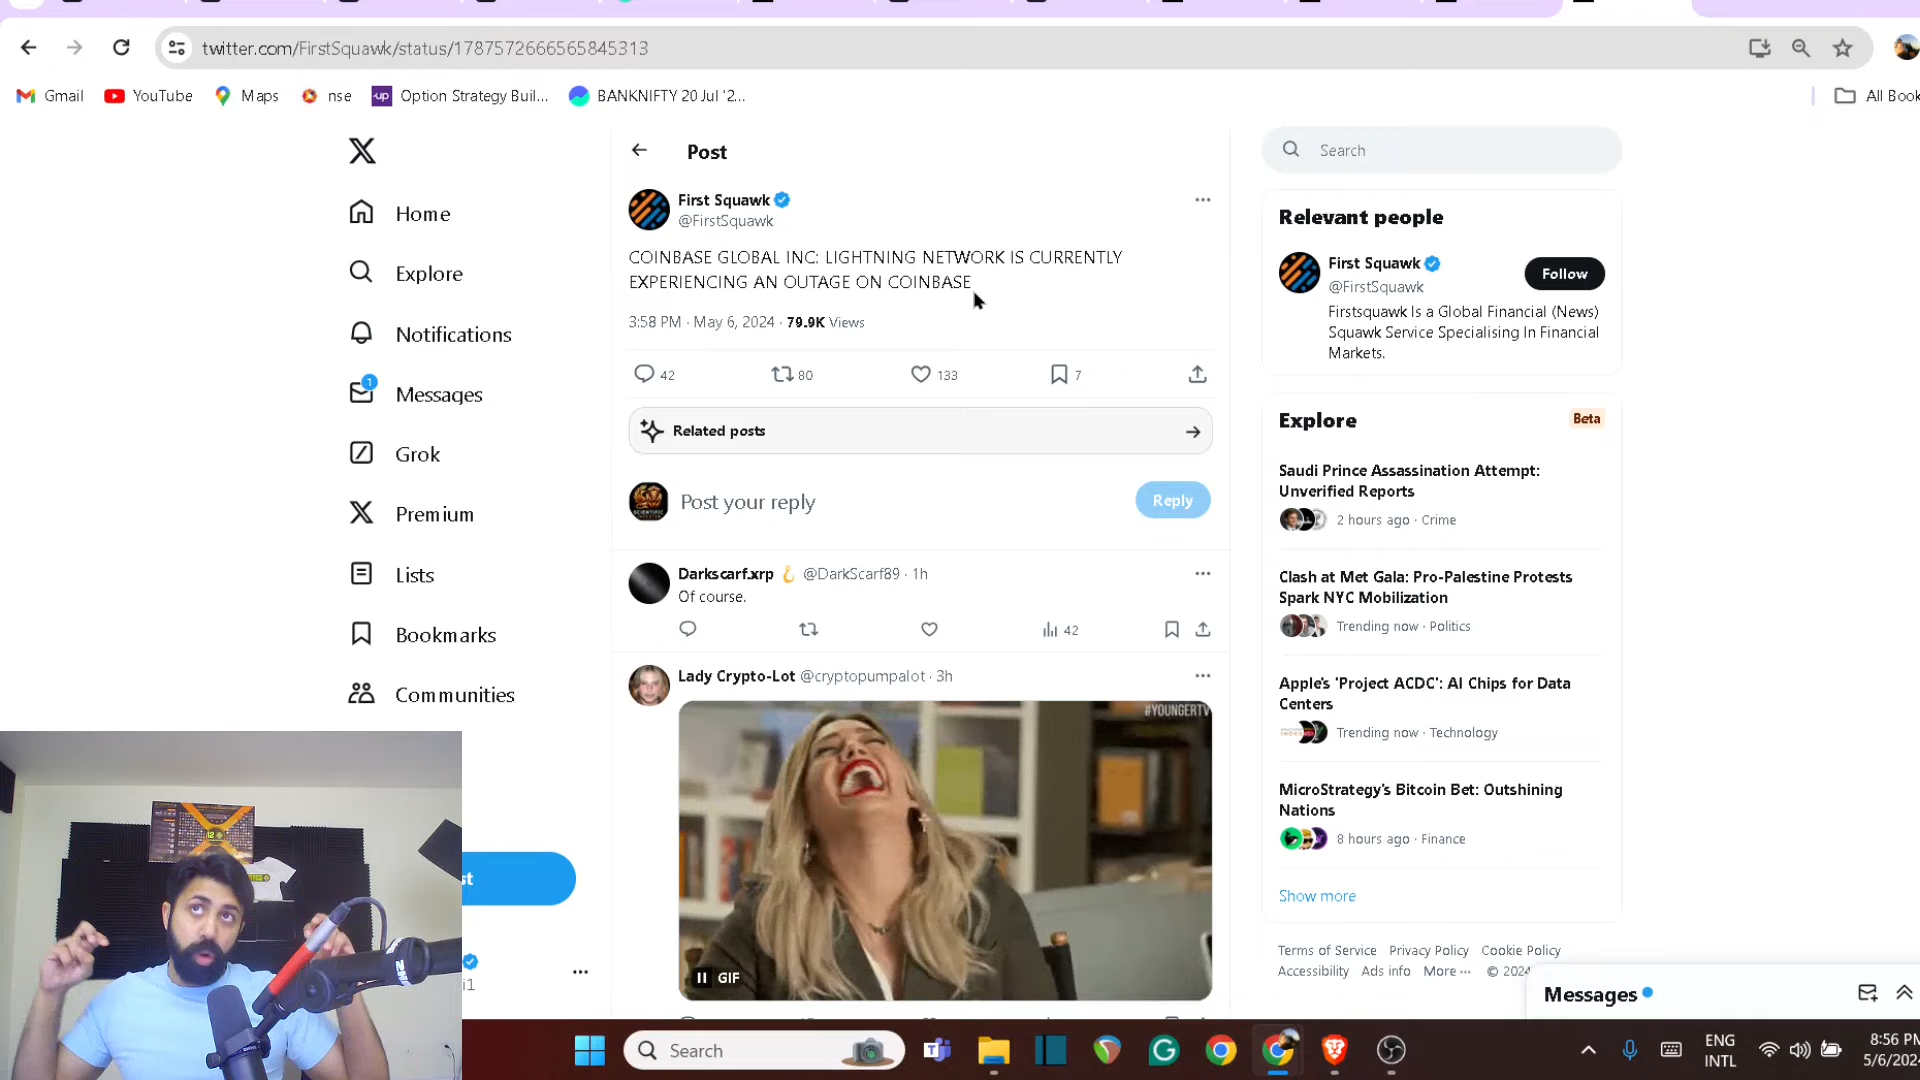 twitter.com/FirstSquawk/status/1787572666565845313
Gmail YouTube Maps nse Option Strategy Buil... BANKNIFTY 20 Jul '2... All Book
Post
Search
First Squawk
@FirstSquawk
COINBASE GLOBAL INC: LIGHTNING NETWORK IS CURRENTLY
EXPERIENCING AN OUTAGE ON COINBASE
3:58 PM · May 6, 2024 · 79.9K Views
42 80 133 7
Related posts
Post your reply
Reply
Darkscarf.xrp @DarkScarf89 · 1h
Of course.
42
Lady Crypto-Lot @cryptopumpalot · 3h
#YOUNGERTV
GIF
Home
Explore
Notifications
1
Messages
Grok
Premium
Lists
Bookmarks
Communities
st
i1
Relevant people
First Squawk
@FirstSquawk
Follow
Firstsquawk Is a Global Financial (News)
Squawk Service Specialising In Financial
Markets.
Explore
Beta
Saudi Prince Assassination Attempt:
Unverified Reports
2 hours ago · Crime
Clash at Met Gala: Pro-Palestine Protests
Spark NYC Mobilization
Trending now · Politics
Apple's 'Project ACDC': AI Chips for Data
Centers
Trending now · Technology
MicroStrategy's Bitcoin Bet: Outshining
Nations
8 hours ago · Finance
Show more
Terms of Service Privacy Policy Cookie Policy
Accessibility Ads info More ··· © 2024
Messages
Search
ENG
INTL
8:56 PM
5/6/2024